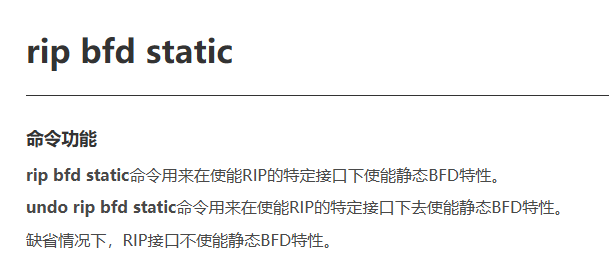 rip bfd static
命令功能
rip bfd static命令用来在使能RIP的特定接口下使能静态BFD特性。
undo rip bfd static命令用来在使能RIP的特定接口下去使能静态BFD特性。
缺省情况下，RIP接口不使能静态BFD特性。